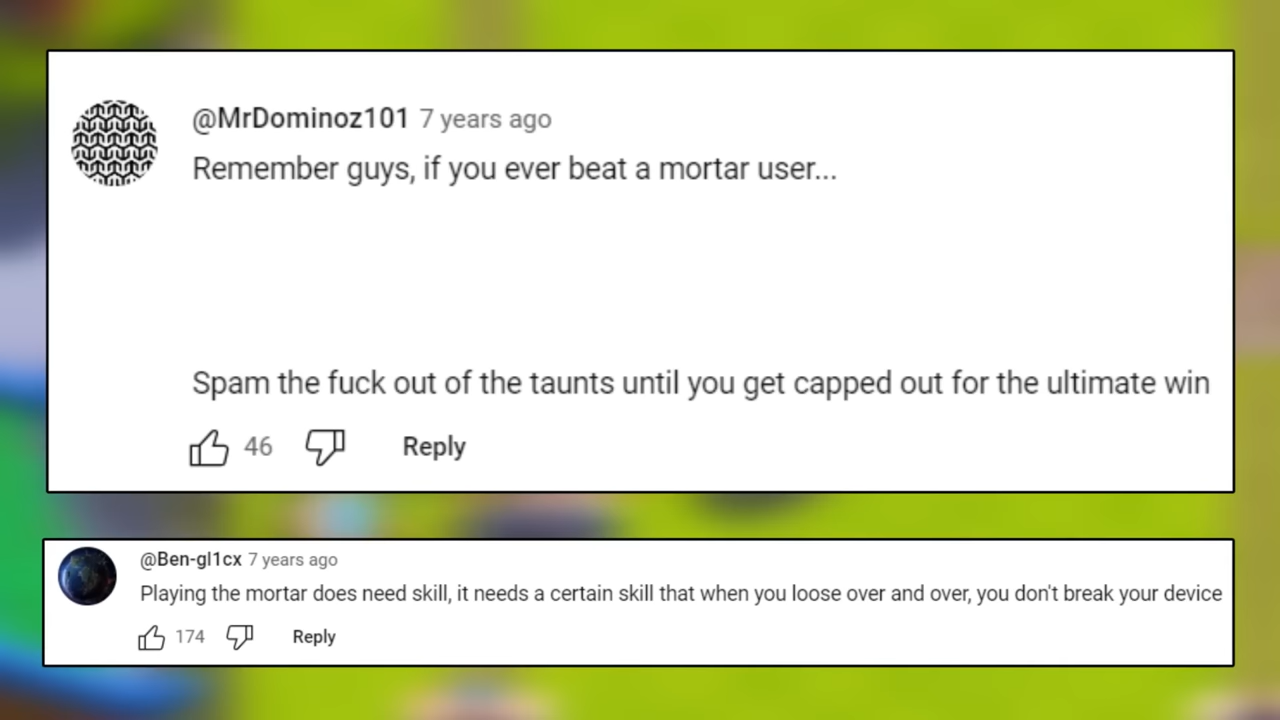 @MrDominoz101 7 years ago
Remember guys, if you ever beat a mortar user...
Spam the fuck out of the taunts until you get capped out for the ultimate win
46 Reply
@Ben-gl1cx 7 years ago
Playing the mortar does need skill, it needs a certain skill that when you loose over and over, you don't break your device
174 Reply